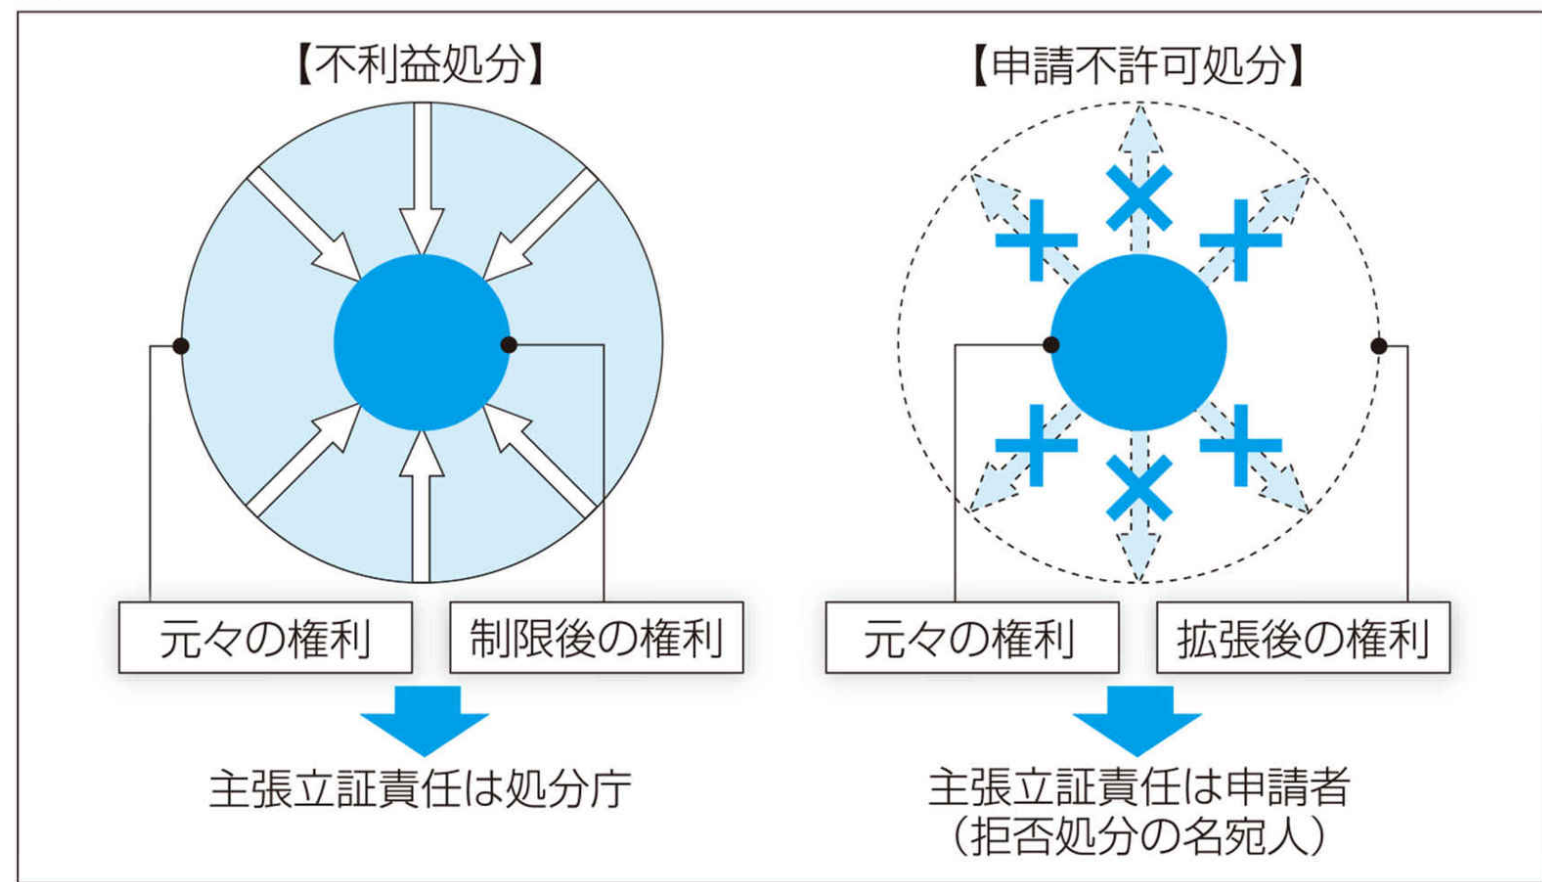 【不利益処分】
元々の権利
制限後の権利
主張立証責任は処分庁
【申請不許可処分】
元々の権利
拡張後の権利
主張立証責任は申請者
（拒否処分の名宛人）